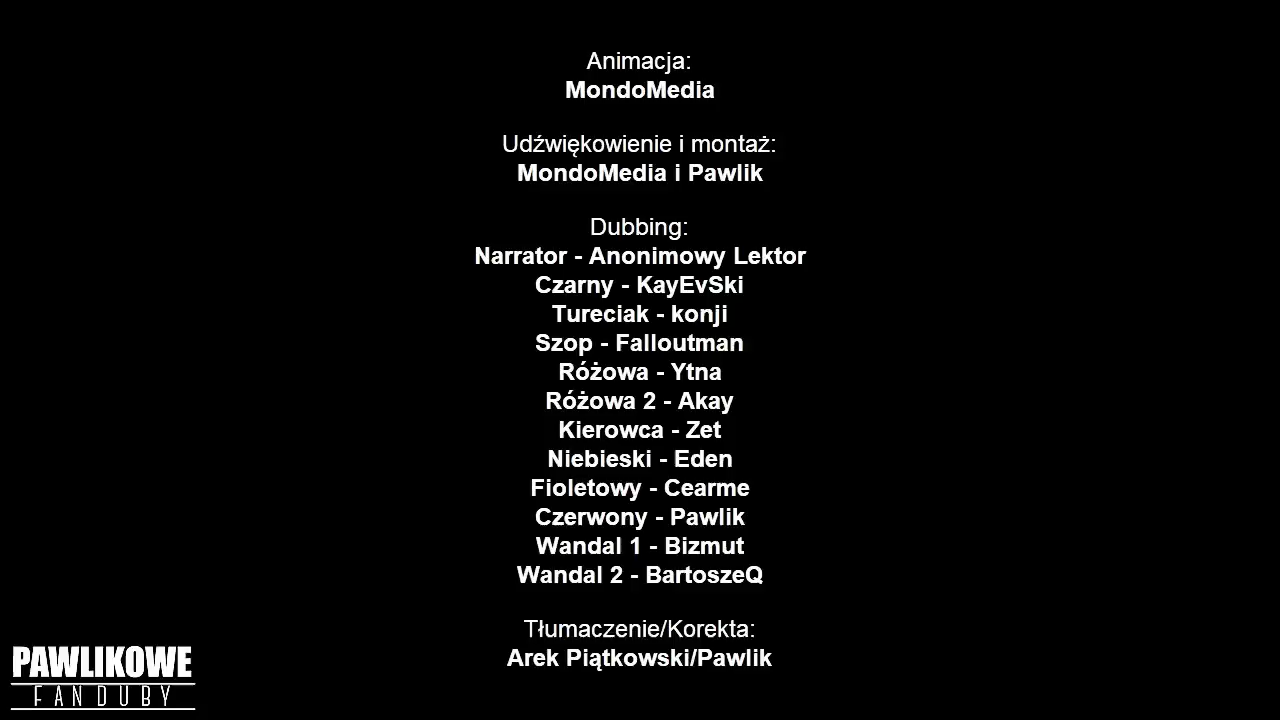 Animacja:
MondoMedia
Udźwiękowienie i montaż:
MondoMedia i Pawlik
Dubbing:
Narrator - Anonimowy Lektor
Czarny - KayEvSki
Tureciak - konji
Szop - Falloutman
Różowa - Ytna
Różowa 2 - Akay
Kierowca - Zet
Niebieski - Eden
Fioletowy - Cearme
Czerwony - Pawlik
Wandal 1 - Bizmut
Wandal 2 - BartoszeQ
Tłumaczenie/Korekta:
Arek Piątkowski/Pawlik
PAWLIKOWE
FANDUBY